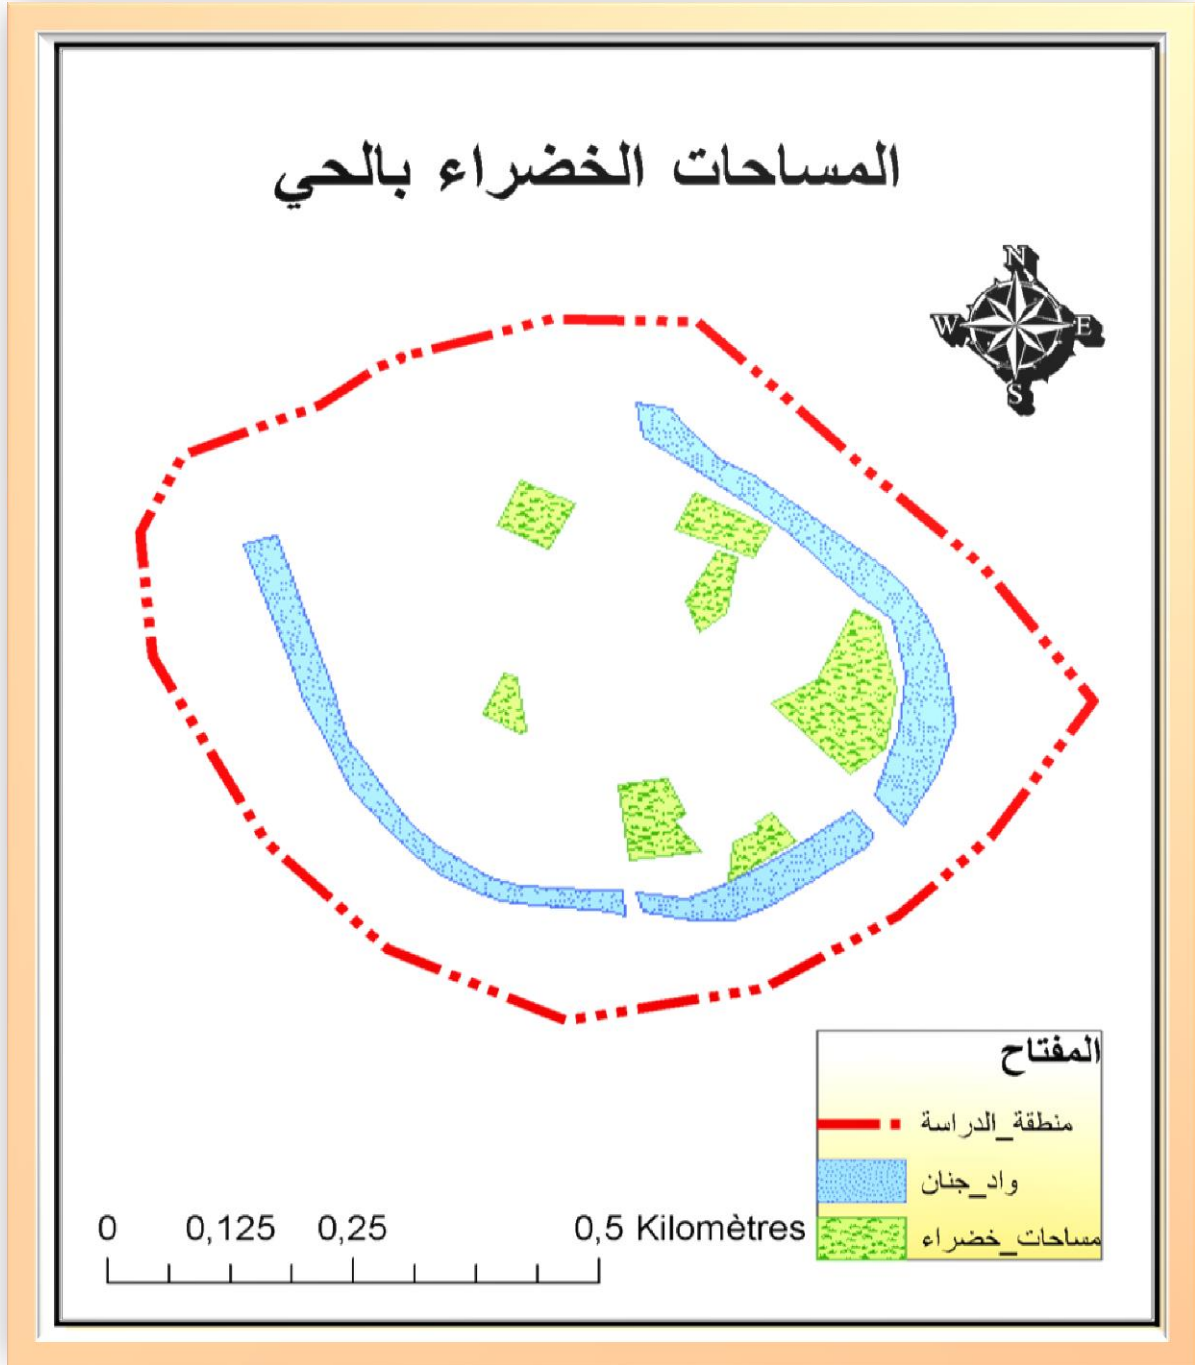 المساحات الخضراء بالحي
N
W E
S
المفتاح
منطقة_الدراسة
واد_جنان
مساحات_خضراء
0 0,125 0,25 0,5 Kilomètres